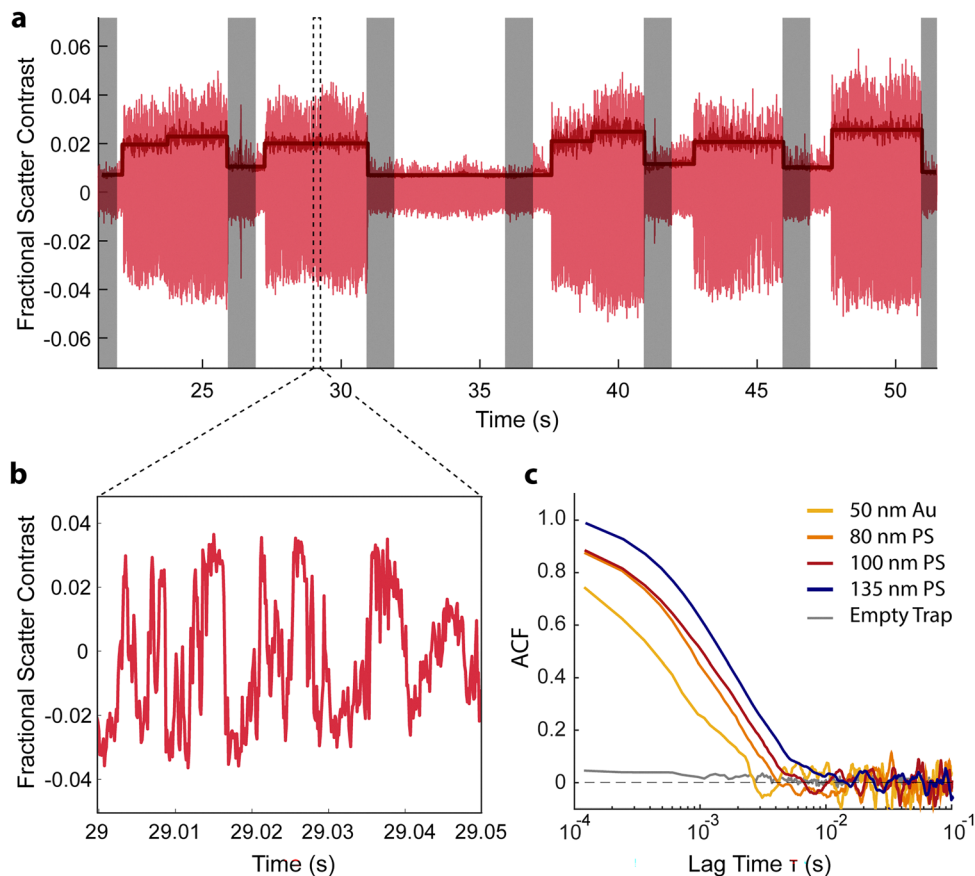 a
Fractional Scatter Contrast
0.06
0.04
0.02
0
-0.02
-0.04
-0.06
25
30
35
40
45
50
Time (s)
b
Fractional Scatter Contrast
0.04
0.02
0
-0.02
-0.04
29
29.01
29.02
29.03
29.04
29.05
Time (s)
c
ACF
1.0
0.8
0.6
0.4
0.2
0
50 nm Au
80 nm PS
100 nm PS
135 nm PS
Empty Trap
10⁻⁴
10⁻³
10⁻²
10⁻¹
Lag Time τ (s)